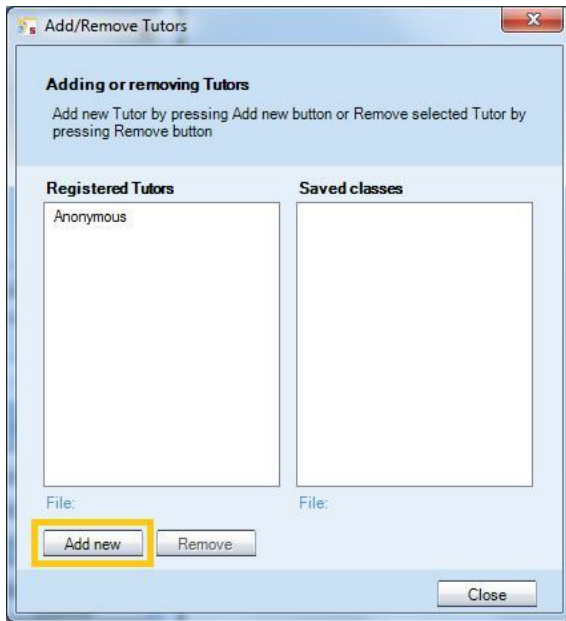 Add/Remove Tutors
Adding or removing Tutors
Add new Tutor by pressing Add new button or Remove selected Tutor by
pressing Remove button
Registered Tutors
Saved classes
Anonymous
File:
File:
Add new
Remove
Close